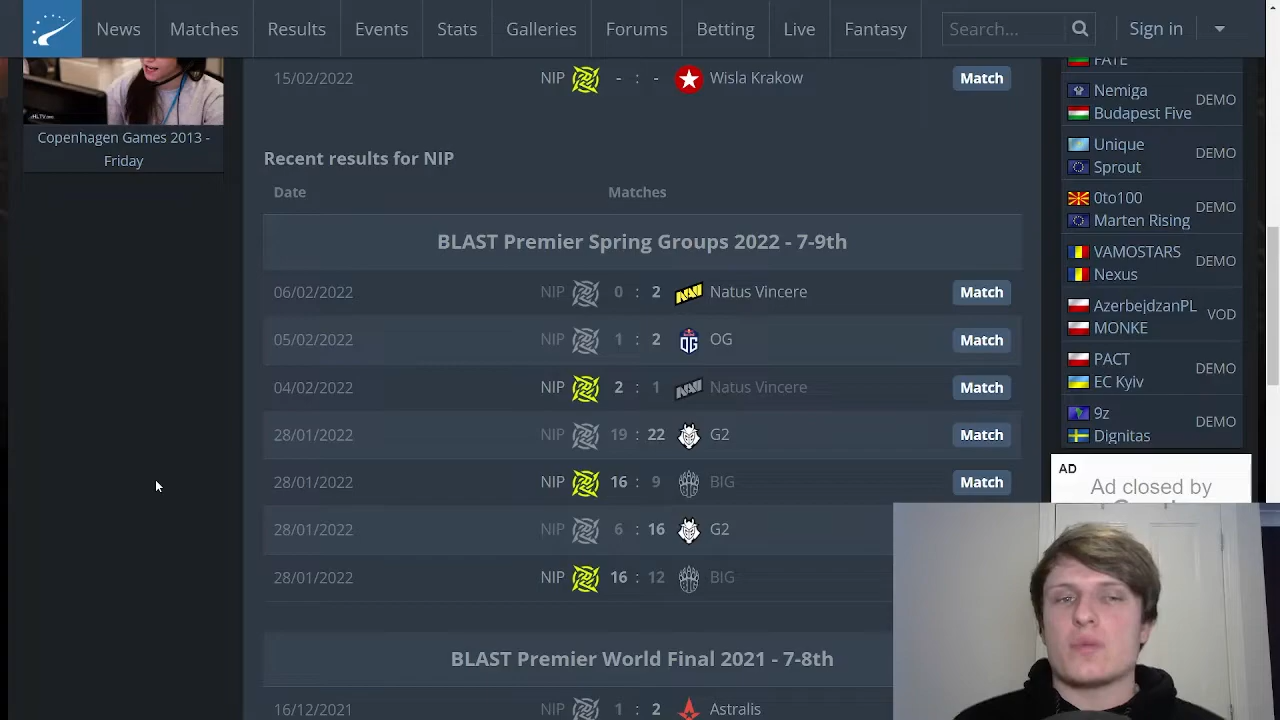 News Matches Results Events Stats Galleries Forums Betting Live Fantasy Search... Sign in
15/02/2022 NIP - : - Wisla Krakow Match
HLTV.org
Copenhagen Games 2013 -
Friday
Recent results for NIP
Date Matches
BLAST Premier Spring Groups 2022 - 7-9th
06/02/2022 NIP 0 : 2 Natus Vincere Match
05/02/2022 NIP 1 : 2 OG Match
04/02/2022 NIP 2 : 1 Natus Vincere Match
28/01/2022 NIP 19 : 22 G2 Match
28/01/2022 NIP 16 : 9 BIG Match
28/01/2022 NIP 6 : 16 G2
28/01/2022 NIP 16 : 12 BIG
BLAST Premier World Final 2021 - 7-8th
16/12/2021 NIP 1 : 2 Astralis
FATE
Nemiga
DEMO
Budapest Five
Unique
DEMO
Sprout
0to100
DEMO
Marten Rising
VAMOSTARS
DEMO
Nexus
AzerbejdzanPL
VOD
MONKE
PACT
DEMO
EC Kyiv
9z
DEMO
Dignitas
AD
Ad closed by